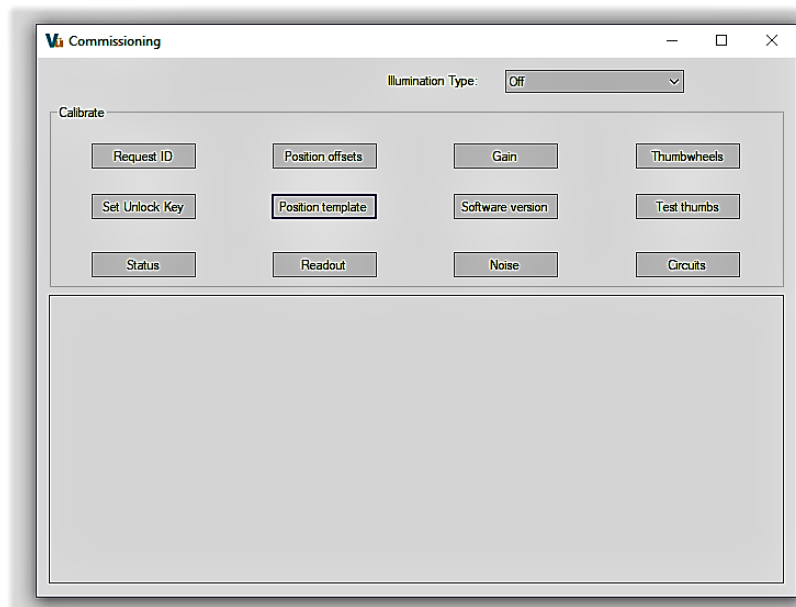 Vi Commissioning
Illumination Type: Off
Calibrate
Request ID Position offsets Gain Thumbwheels
Set Unlock Key Position template Software version Test thumbs
Status Readout Noise Circuits